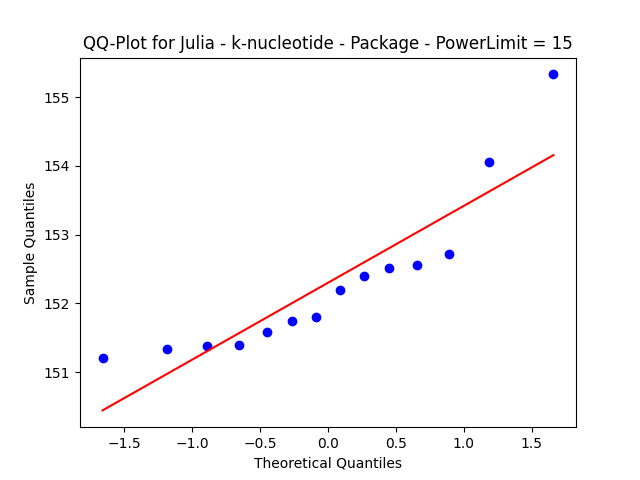 QQ-Plot for Julia - k-nucleotide - Package - PowerLimit = 15
155
154
153
152
151
Sample Quantiles
−1.5 −1.0 −0.5 0.0 0.5 1.0 1.5
Theoretical Quantiles